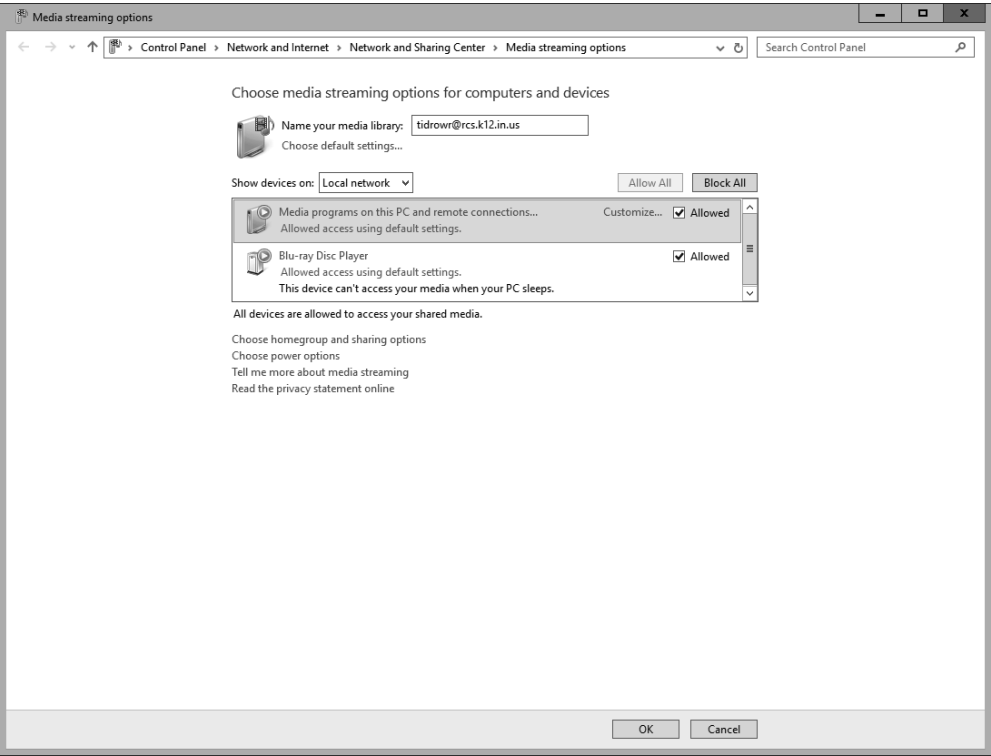 Media streaming options
Control Panel › Network and Internet › Network and Sharing Center › Media streaming options
Search Control Panel
Choose media streaming options for computers and devices
Name your media library: tidrowr@rcs.k12.in.us
Choose default settings...
Show devices on: Local network
Allow All
Block All
Media programs on this PC and remote connections... Customize... Allowed
Allowed access using default settings.
Blu-ray Disc Player Allowed
Allowed access using default settings.
This device can't access your media when your PC sleeps.
All devices are allowed to access your shared media.
Choose homegroup and sharing options
Choose power options
Tell me more about media streaming
Read the privacy statement online
OK Cancel